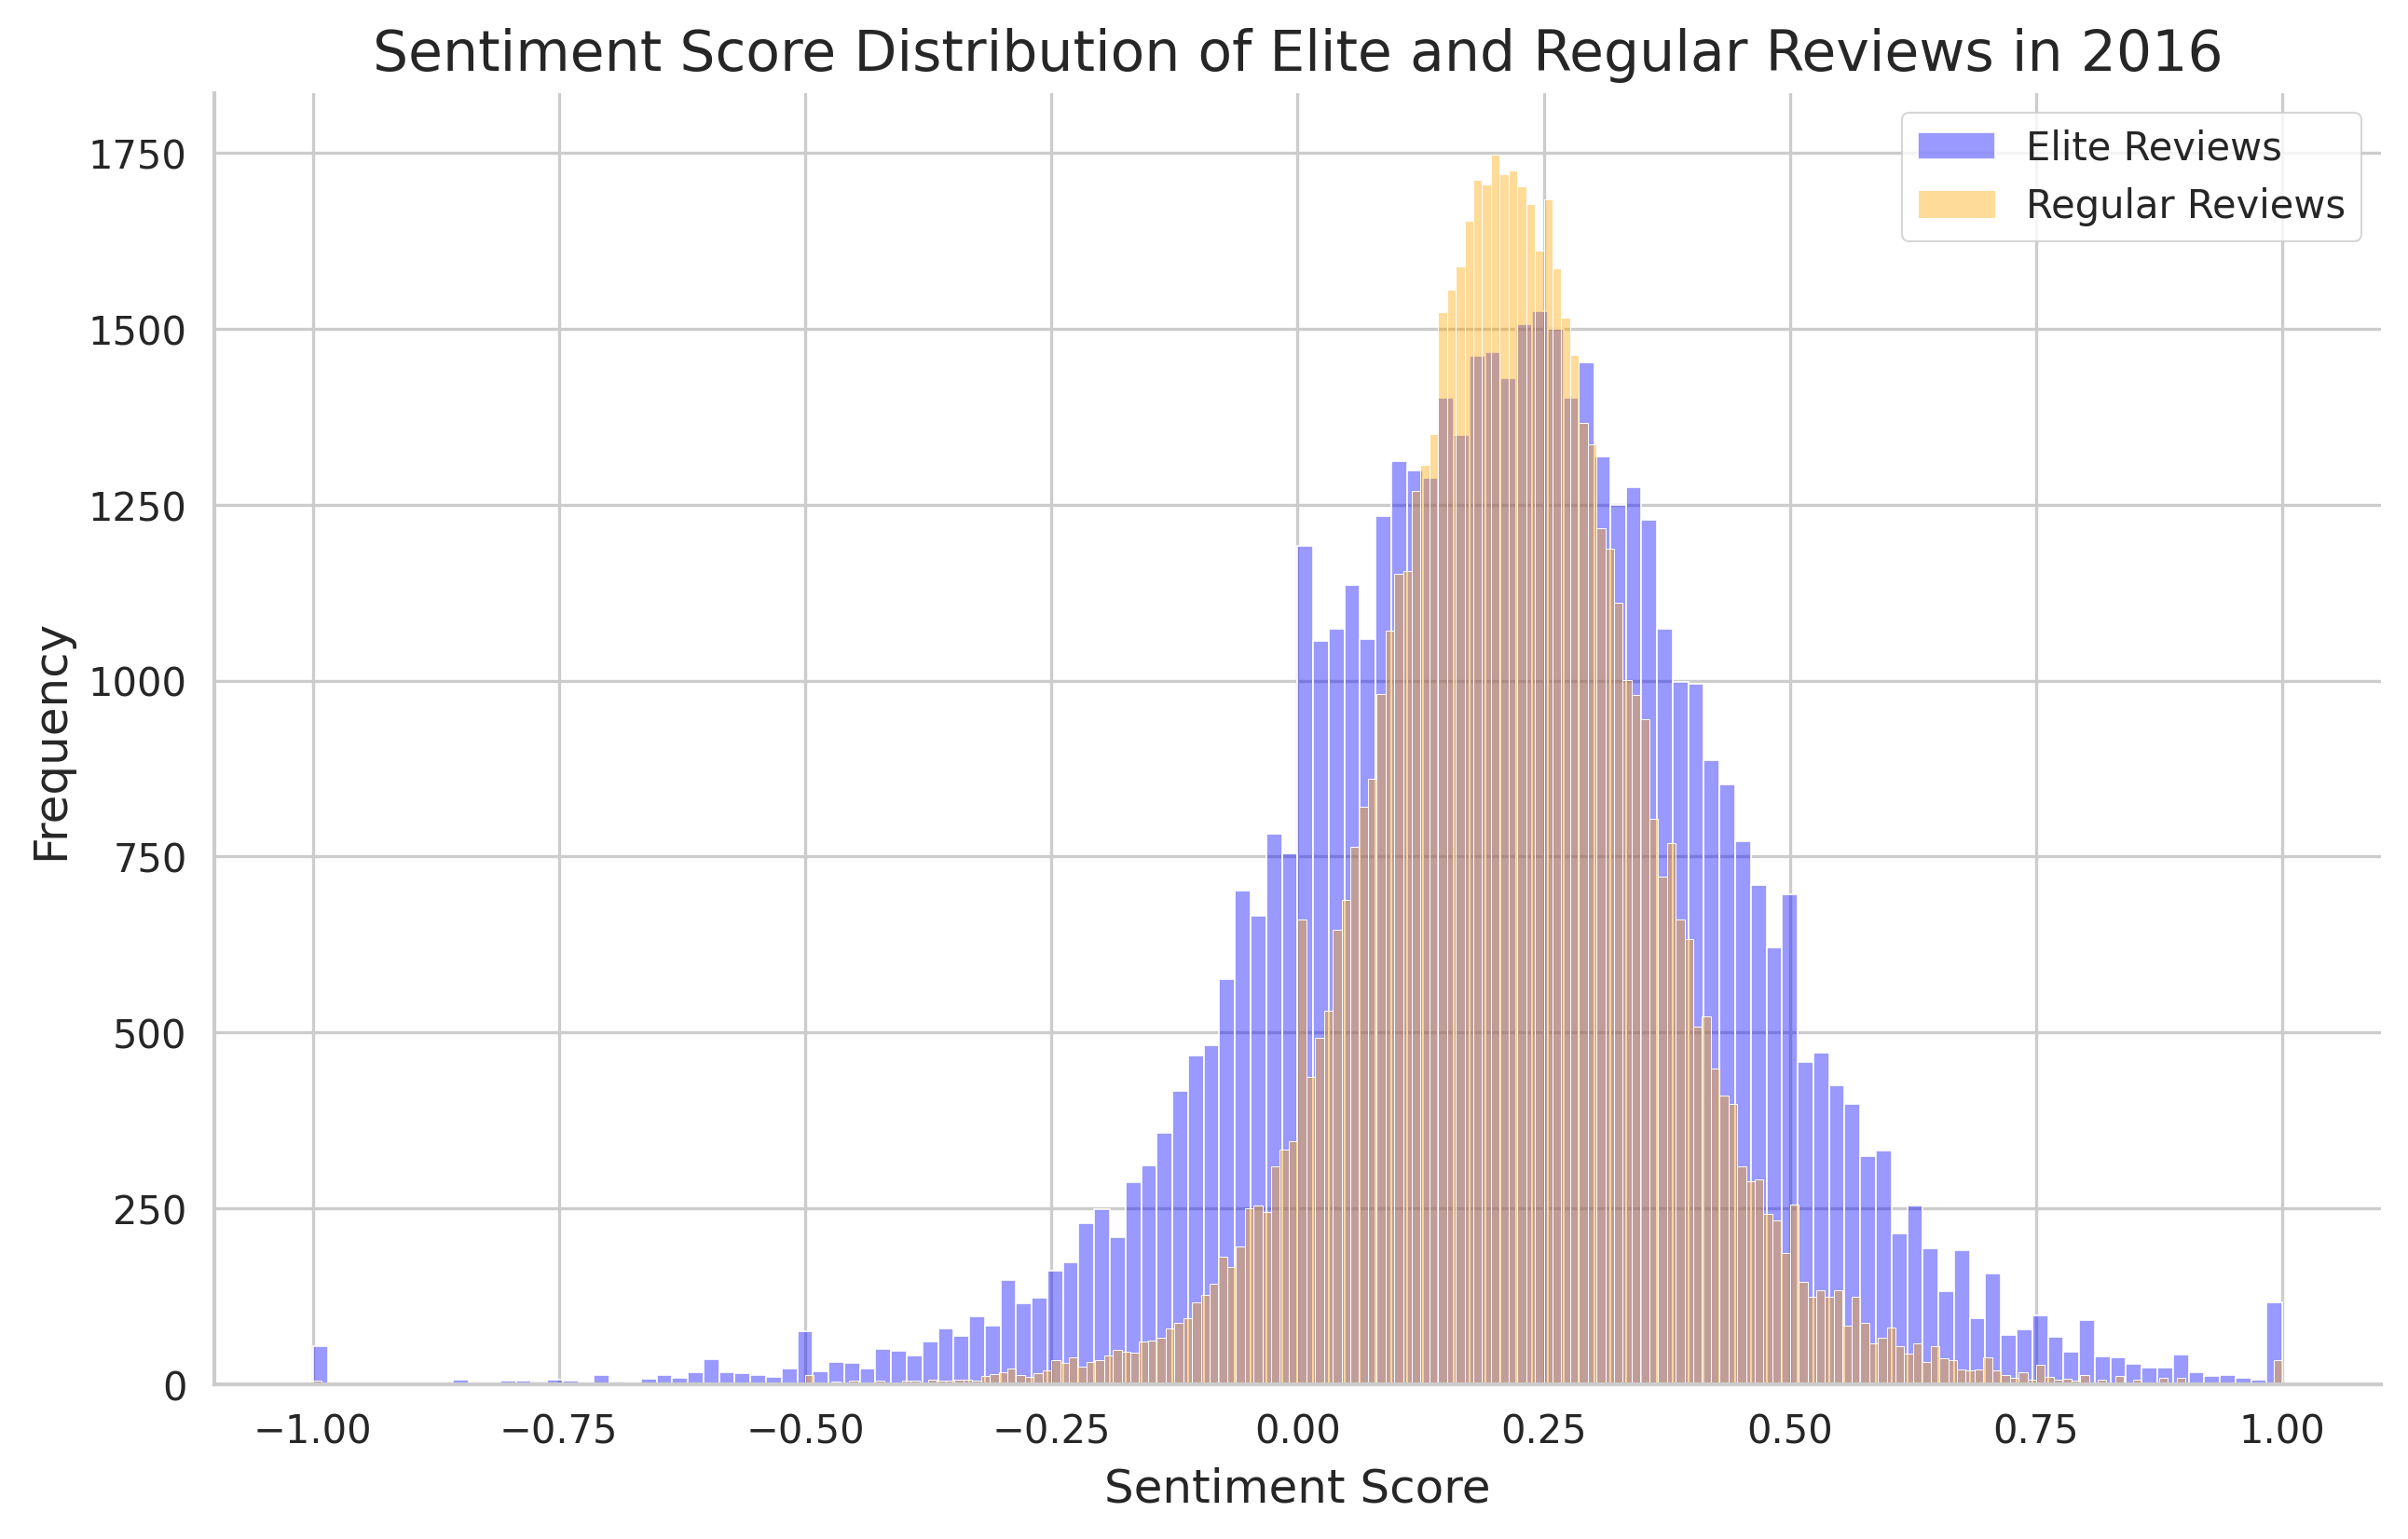 Sentiment Score Distribution of Elite and Regular Reviews in 2016
Elite Reviews
Regular Reviews
Frequency
1750
1500
1250
1000
750
500
250
0
−1.00 −0.75 −0.50 −0.25 0.00 0.25 0.50 0.75 1.00
Sentiment Score